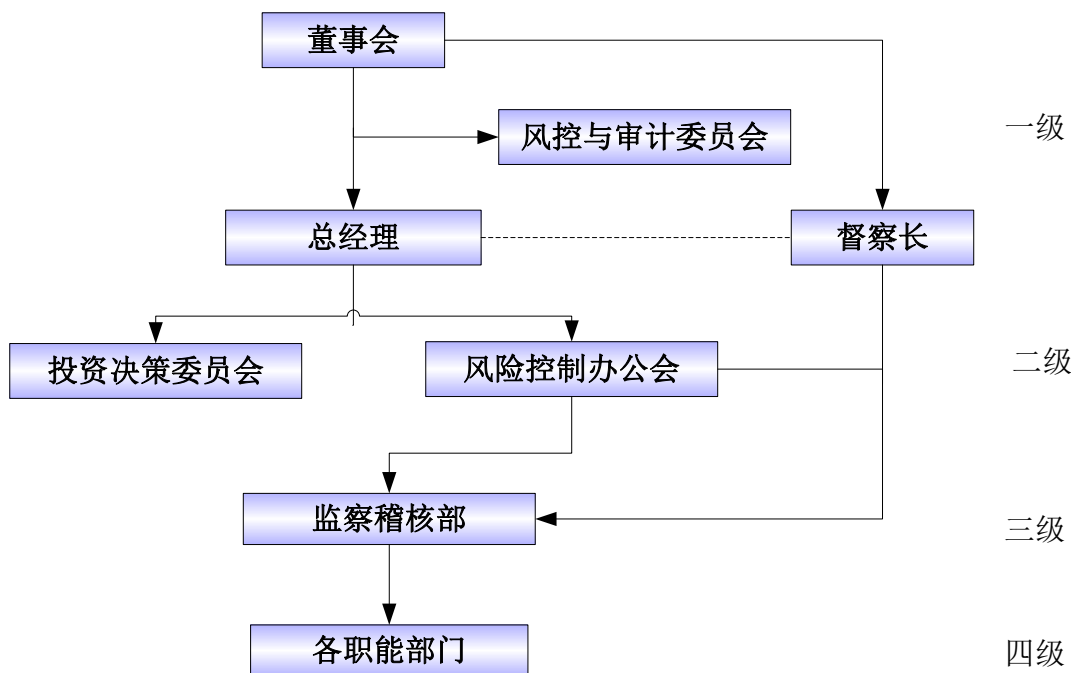 董事会
风控与审计委员会
一级
总经理
督察长
投资决策委员会
风险控制办公会
二级
监察稽核部
三级
各职能部门
四级